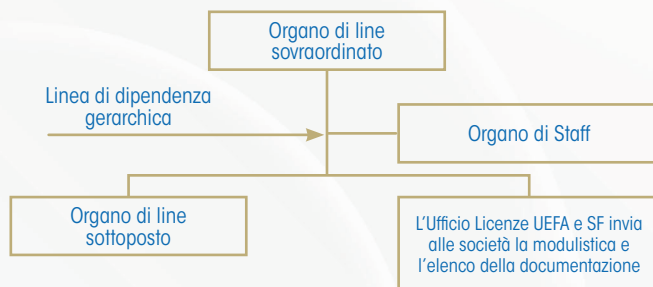 Organo di line
sovraordinato
Linea di dipendenza
gerarchica
Organo di Staff
Organo di line
sottoposto
L'Ufficio Licenze UEFA e SF invia
alle società la modulistica e
l'elenco della documentazione